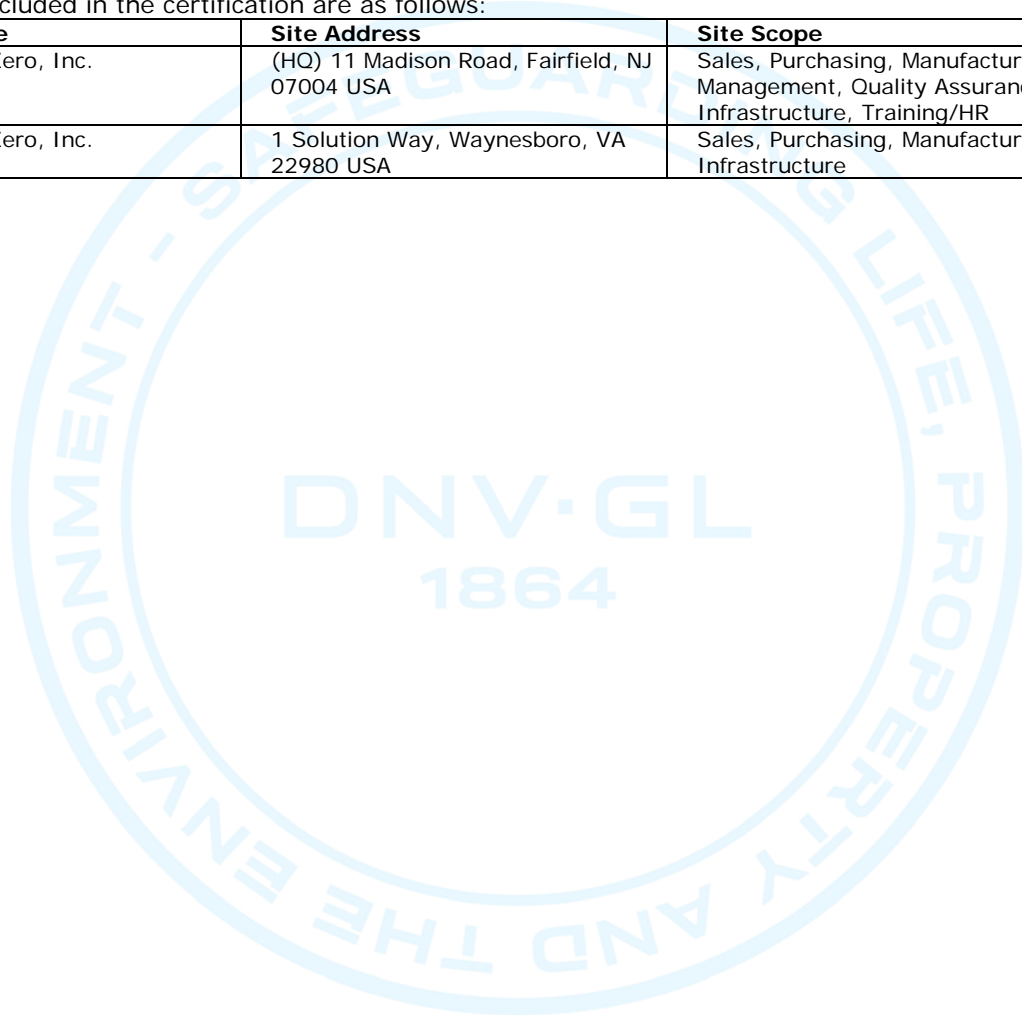 cluded in the certification are as follows:
e Site Address Site Scope
ero, Inc. (HQ) 11 Madison Road, Fairfield, NJ Sales, Purchasing, Manufactur
07004 USA Management, Quality Assuran
Infrastructure, Training/HR
ero, Inc. 1 Solution Way, Waynesboro, VA Sales, Purchasing, Manufactur
22980 USA Infrastructure
SAFEGUARDING LIFE, PROPERTY AND THE ENVIRONMENT -
DNV·GL
1864